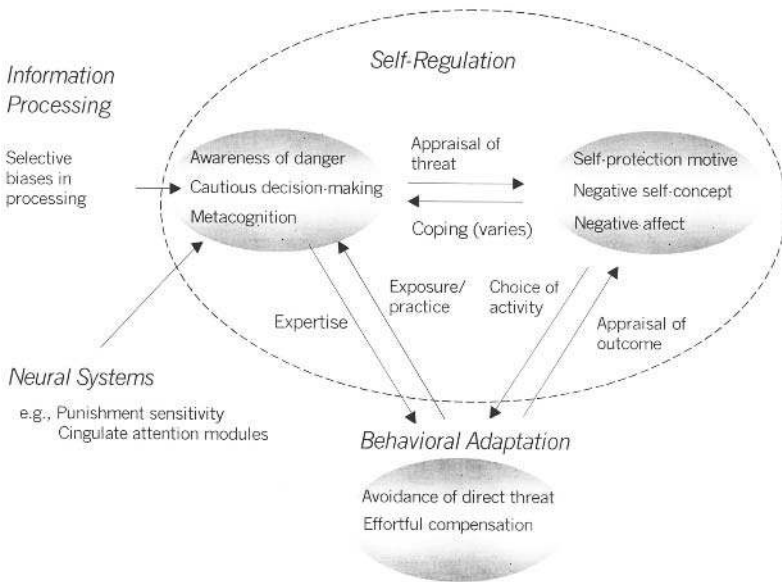 Self-Regulation
Information
Processing
Selective
biases in
processing
Awareness of danger
Cautious decision-making
Metacognition
Appraisal of
threat
Coping (varies)
Self-protection motive
Negative self-concept
Negative affect
Expertise
Exposure/
practice
Choice of
activity
Appraisal of
outcome
Neural Systems
e.g., Punishment sensitivity
Cingulate attention modules
Behavioral Adaptation
Avoidance of direct threat
Effortful compensation